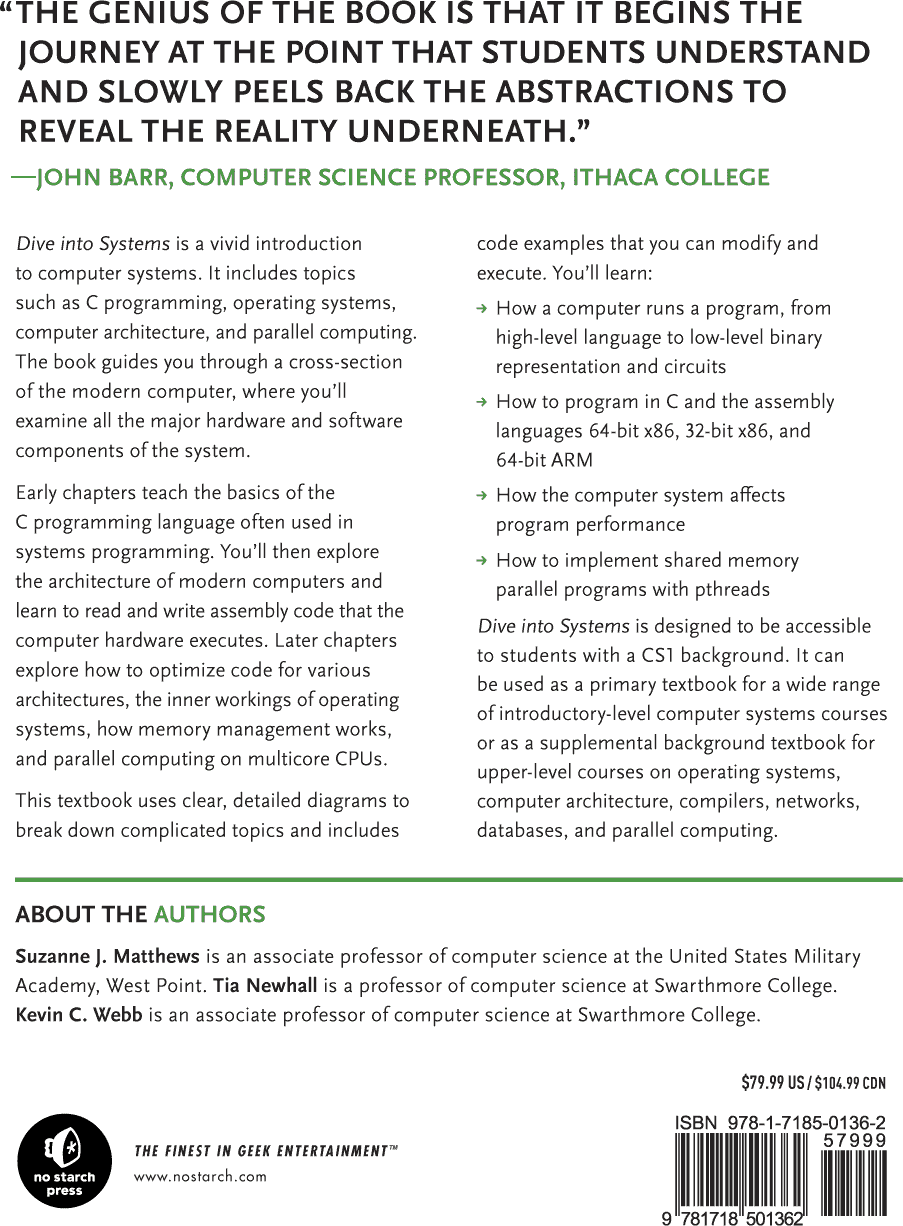 “THE GENIUS OF THE BOOK IS THAT IT BEGINS THE
JOURNEY AT THE POINT THAT STUDENTS UNDERSTAND
AND SLOWLY PEELS BACK THE ABSTRACTIONS TO
REVEAL THE REALITY UNDERNEATH.”
—JOHN BARR, COMPUTER SCIENCE PROFESSOR, ITHACA COLLEGE
Dive into Systems is a vivid introduction
to computer systems. It includes topics
such as C programming, operating systems,
computer architecture, and parallel computing.
The book guides you through a cross-section
of the modern computer, where you’ll
examine all the major hardware and software
components of the system.
Early chapters teach the basics of the
C programming language often used in
systems programming. You’ll then explore
the architecture of modern computers and
learn to read and write assembly code that the
computer hardware executes. Later chapters
explore how to optimize code for various
architectures, the inner workings of operating
systems, how memory management works,
and parallel computing on multicore CPUs.
This textbook uses clear, detailed diagrams to
break down complicated topics and includes
code examples that you can modify and
execute. You’ll learn:
→ How a computer runs a program, from
high-level language to low-level binary
representation and circuits
→ How to program in C and the assembly
languages 64-bit x86, 32-bit x86, and
64-bit ARM
→ How the computer system affects
program performance
→ How to implement shared memory
parallel programs with pthreads
Dive into Systems is designed to be accessible
to students with a CS1 background. It can
be used as a primary textbook for a wide range
of introductory-level computer systems courses
or as a supplemental background textbook for
upper-level courses on operating systems,
computer architecture, compilers, networks,
databases, and parallel computing.
ABOUT THE AUTHORS
Suzanne J. Matthews is an associate professor of computer science at the United States Military
Academy, West Point. Tia Newhall is a professor of computer science at Swarthmore College.
Kevin C. Webb is an associate professor of computer science at Swarthmore College.
$79.99 US / $104.99 CDN
no starch
press
THE FINEST IN GEEK ENTERTAINMENT™
www.nostarch.com
ISBN 978-1-7185-0136-2
57999
9 781718 501362